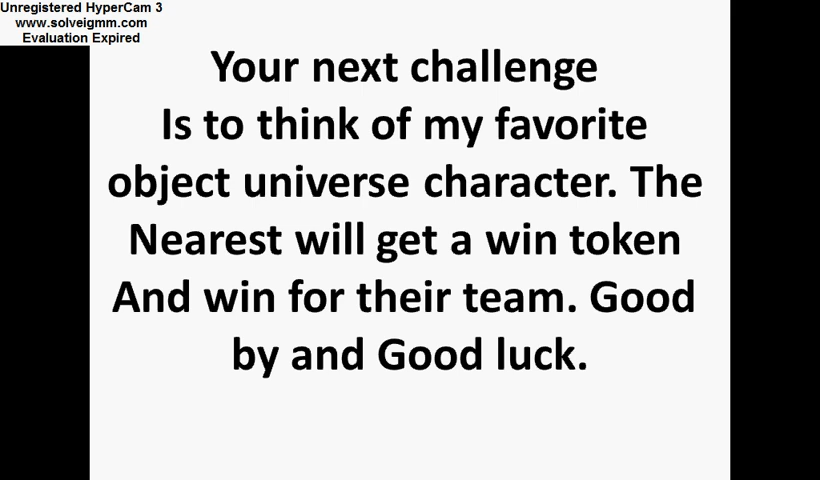 Unregistered HyperCam 3
www.solveigmm.com
Evaluation Expired
Your next challenge
Is to think of my favorite
object universe character. The
Nearest will get a win token
And win for their team. Good
by and Good luck.